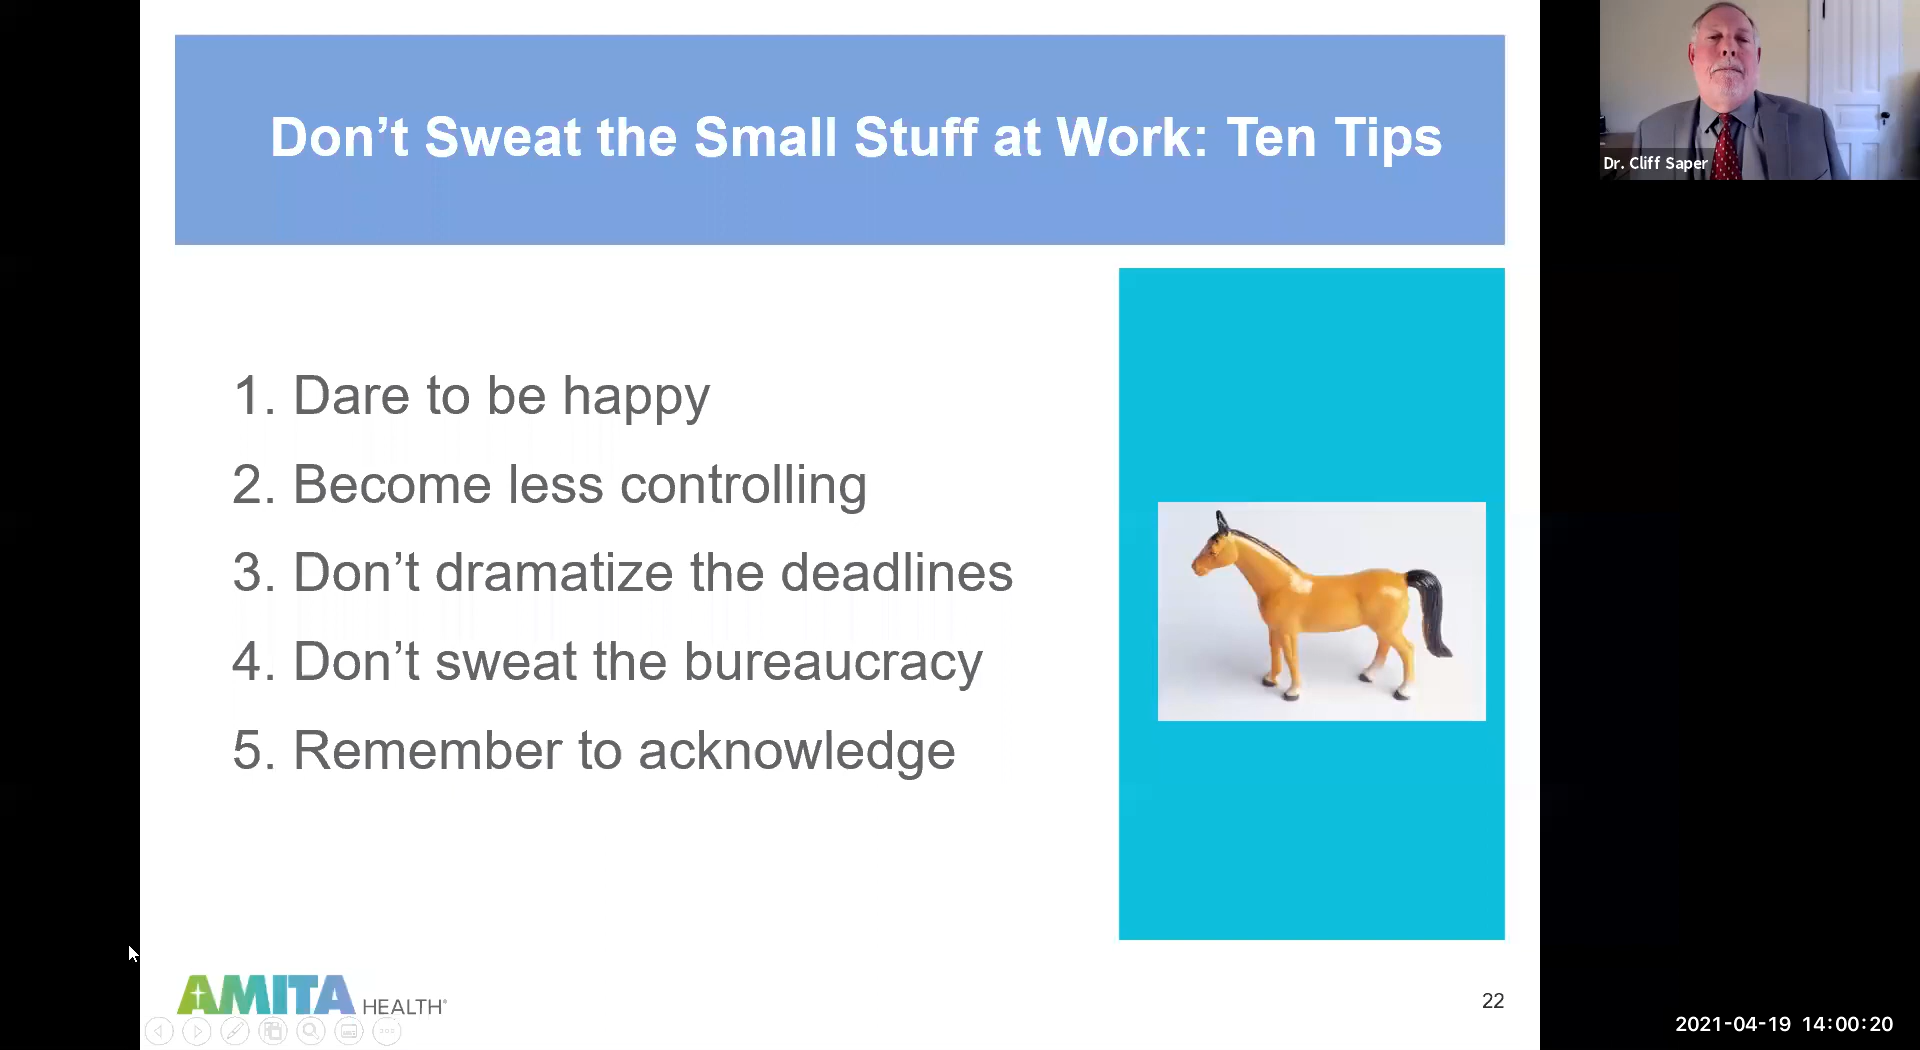 Don’t Sweat the Small Stuff at Work: Ten Tips
Dr. Cliff Saper
1. Dare to be happy
2. Become less controlling
3. Don’t dramatize the deadlines
4. Don’t sweat the bureaucracy
5. Remember to acknowledge
AMITA HEALTH®
22
2021-04-19 14:00:20